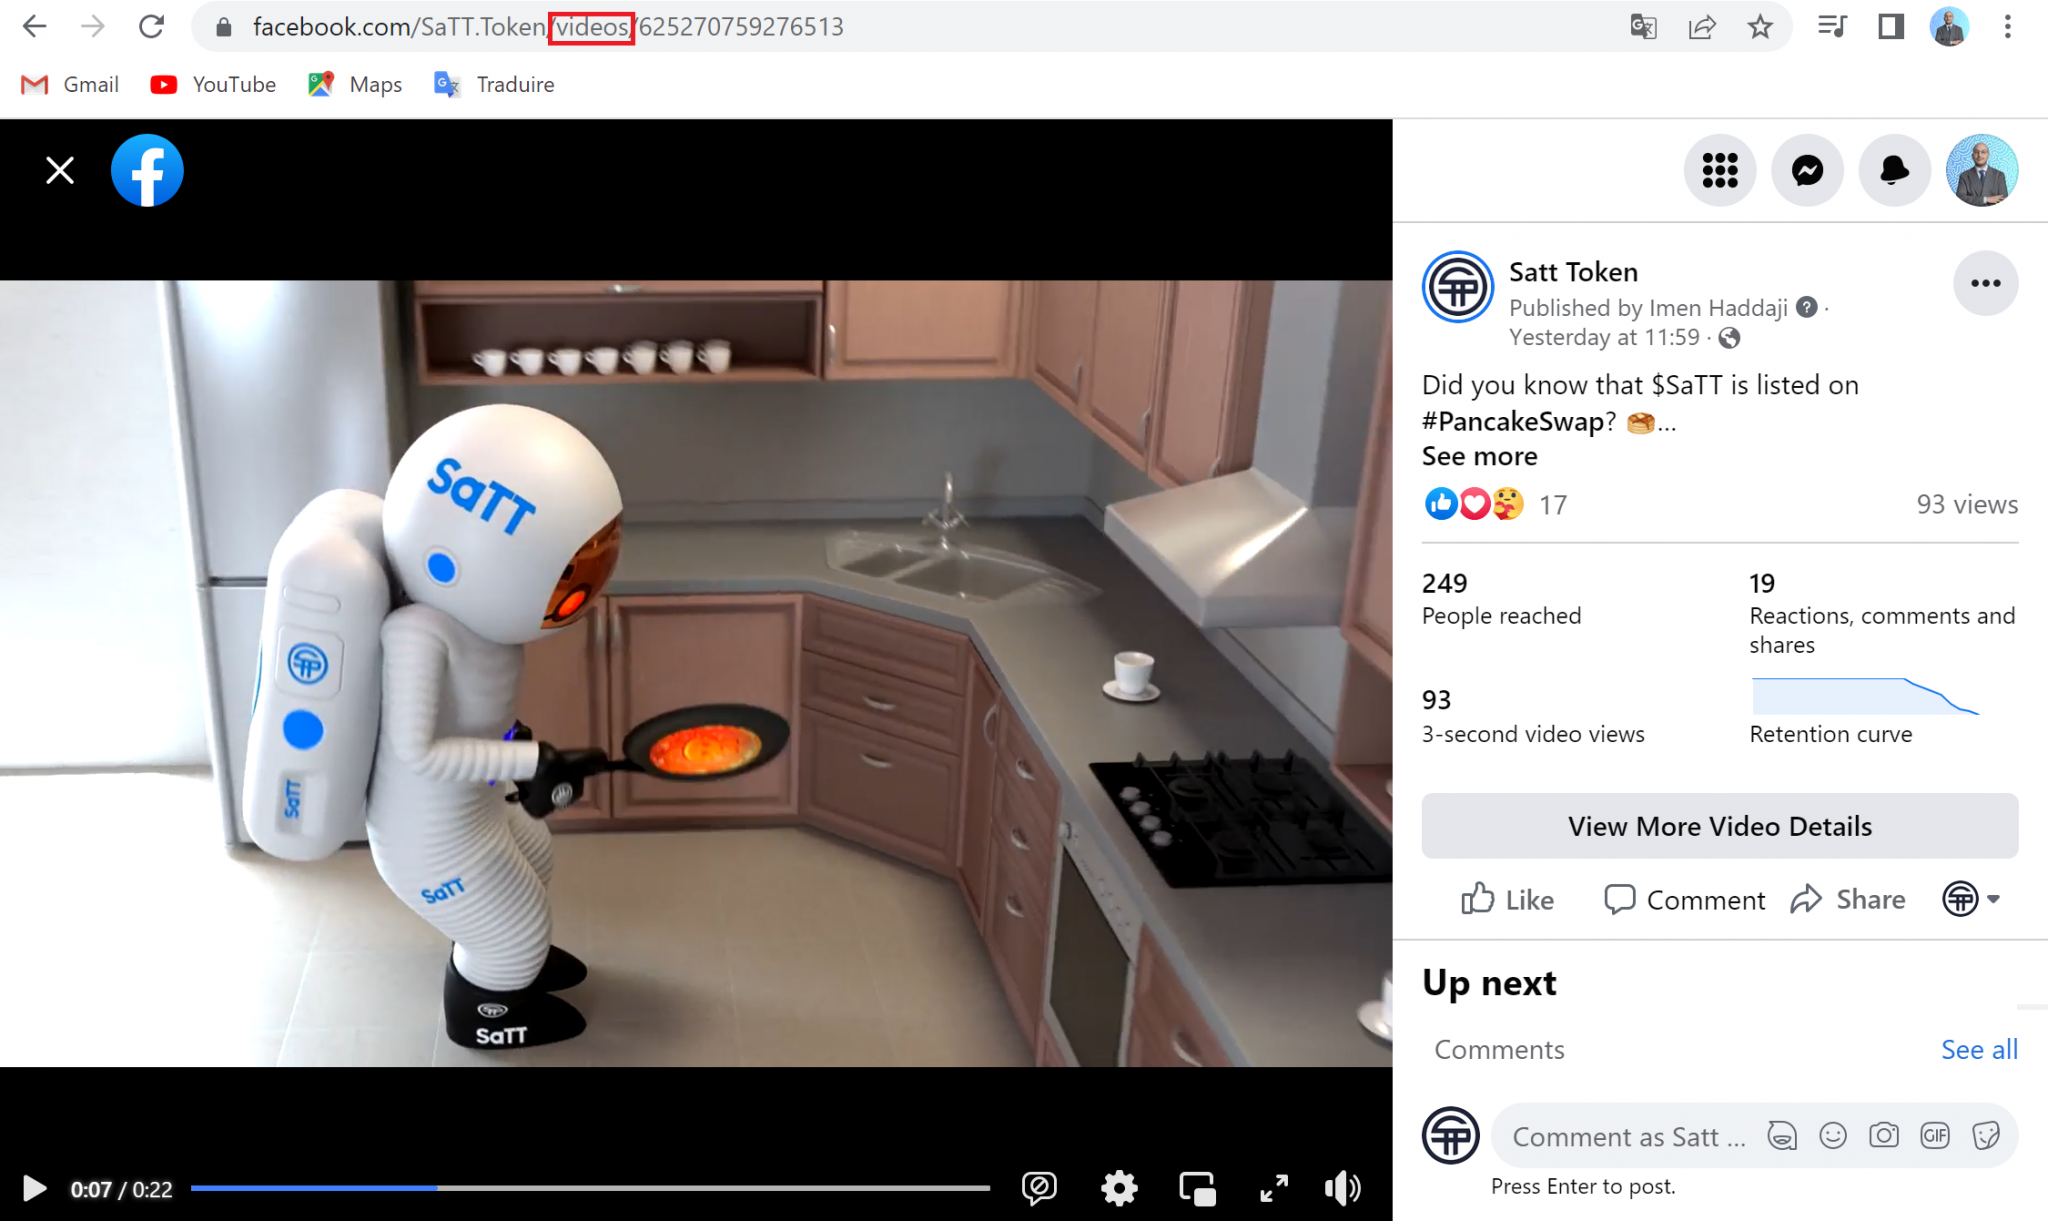 facebook.com/SaTT.Token/videos/625270759276513
Gmail YouTube Maps Traduire
Satt Token
Published by Imen Haddaji ·
Yesterday at 11:59 ·
Did you know that $SaTT is listed on
#PancakeSwap? 🥞...
See more
17 93 views
249
People reached
19
Reactions, comments and
shares
93
3-second video views
Retention curve
View More Video Details
Like Comment Share
Up next
Comments See all
Comment as Satt ...
GIF
Press Enter to post.
SaTT
SaTT
SaTT
SaTT
0:07 / 0:22